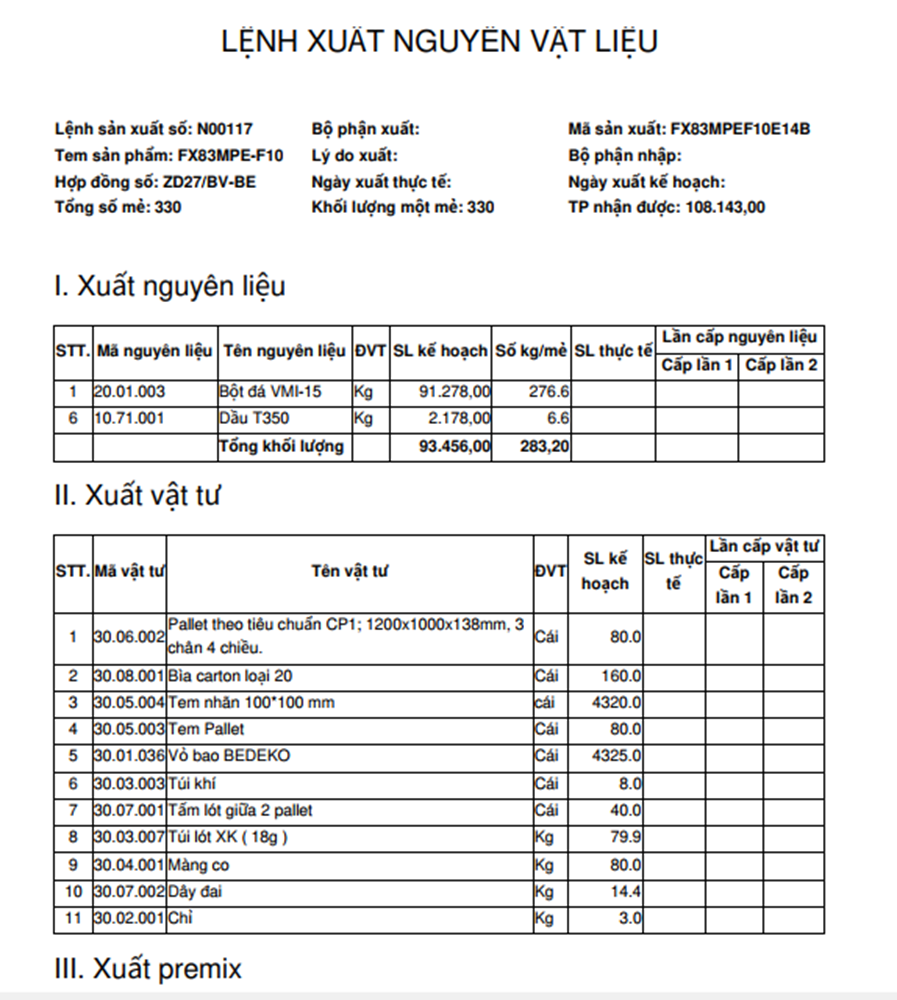 LỆNH XUẤT NGUYÊN VẬT LIỆU
Lệnh sản xuất số: N00117 Bộ phận xuất: Mã sản xuất: FX83MPEF10E14B
Tem sản phẩm: FX83MPE-F10 Lý do xuất: Bộ phận nhập:
Hợp đồng số: ZD27/BV-BE Ngày xuất thực tế: Ngày xuất kế hoạch:
Tổng số mẻ: 330 Khối lượng một mẻ: 330 TP nhận được: 108.143,00
I. Xuất nguyên liệu
STT. Mã nguyên liệu Tên nguyên liệu ĐVT SL kế hoạch Số kg/mẻ SL thực tế Lần cấp nguyên liệu
Cấp lần 1 Cấp lần 2
1 20.01.003 Bột đá VMI-15 Kg 91.278,00 276.6
6 10.71.001 Dầu T350 Kg 2.178,00 6.6
Tổng khối lượng 93.456,00 283,20
II. Xuất vật tư
STT. Mã vật tư Tên vật tư ĐVT SL kế hoạch SL thực tế Lần cấp vật tư
Cấp lần 1 Cấp lần 2
1 30.06.002 Pallet theo tiêu chuẩn CP1; 1200x1000x138mm, 3
chân 4 chiều. Cái 80.0
2 30.08.001 Bìa carton loại 20 Cái 160.0
3 30.05.004 Tem nhãn 100*100 mm cái 4320.0
4 30.05.003 Tem Pallet Cái 80.0
5 30.01.036 Vỏ bao BEDEKO Cái 4325.0
6 30.03.003 Túi khí Cái 8.0
7 30.07.001 Tấm lót giữa 2 pallet Cái 40.0
8 30.03.007 Túi lót XK ( 18g ) Kg 79.9
9 30.04.001 Màng co Kg 80.0
10 30.07.002 Dây đai Kg 14.4
11 30.02.001 Chỉ Kg 3.0
III. Xuất premix